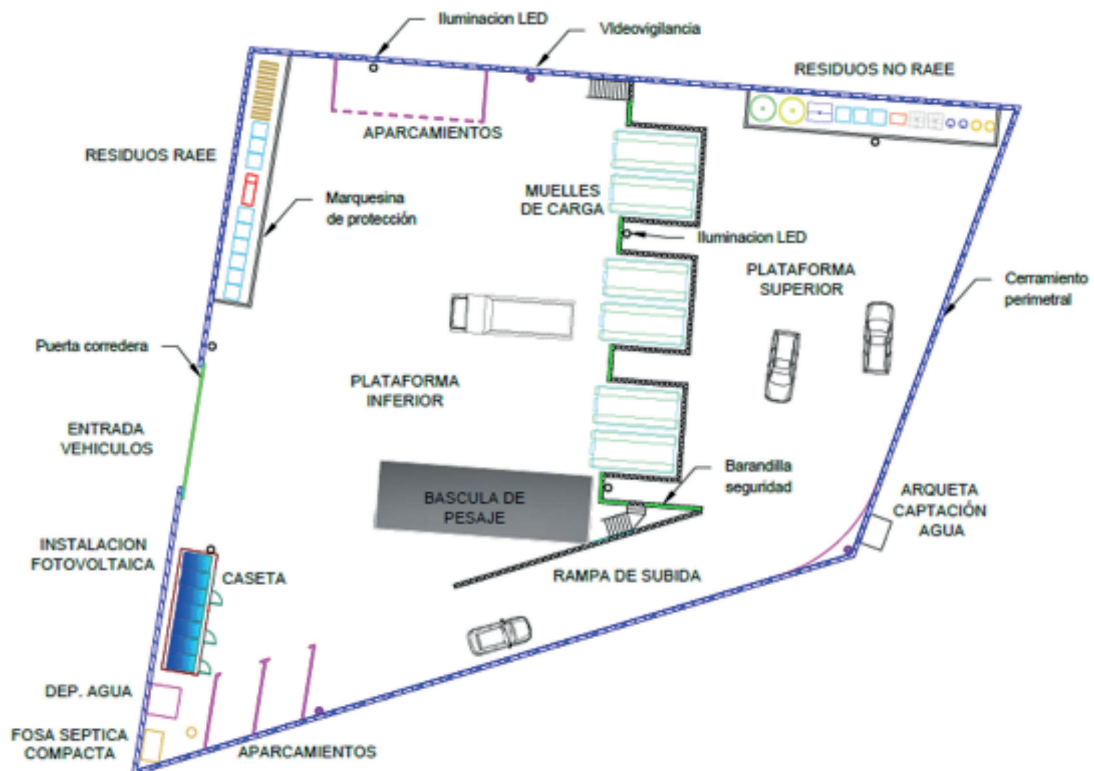 Iluminacion LED
VIdeovigilancia
RESIDUOS NO RAEE
APARCAMIENTOS
RESIDUOS RAEE
MUELLES
DE CARGA
Marquesina
de protección
Iluminacion LED
PLATAFORMA
SUPERIOR
Cerramiento
perimetral
Puerta corredera
PLATAFORMA
INFERIOR
ENTRADA
VEHICULOS
BASCULA DE
PESAJE
Barandilla
seguridad
ARQUETA
CAPTACIÓN
AGUA
INSTALACION
FOTOVOLTAICA
CASETA
RAMPA DE SUBIDA
DEP. AGUA
FOSA SEPTICA
COMPACTA
APARCAMIENTOS